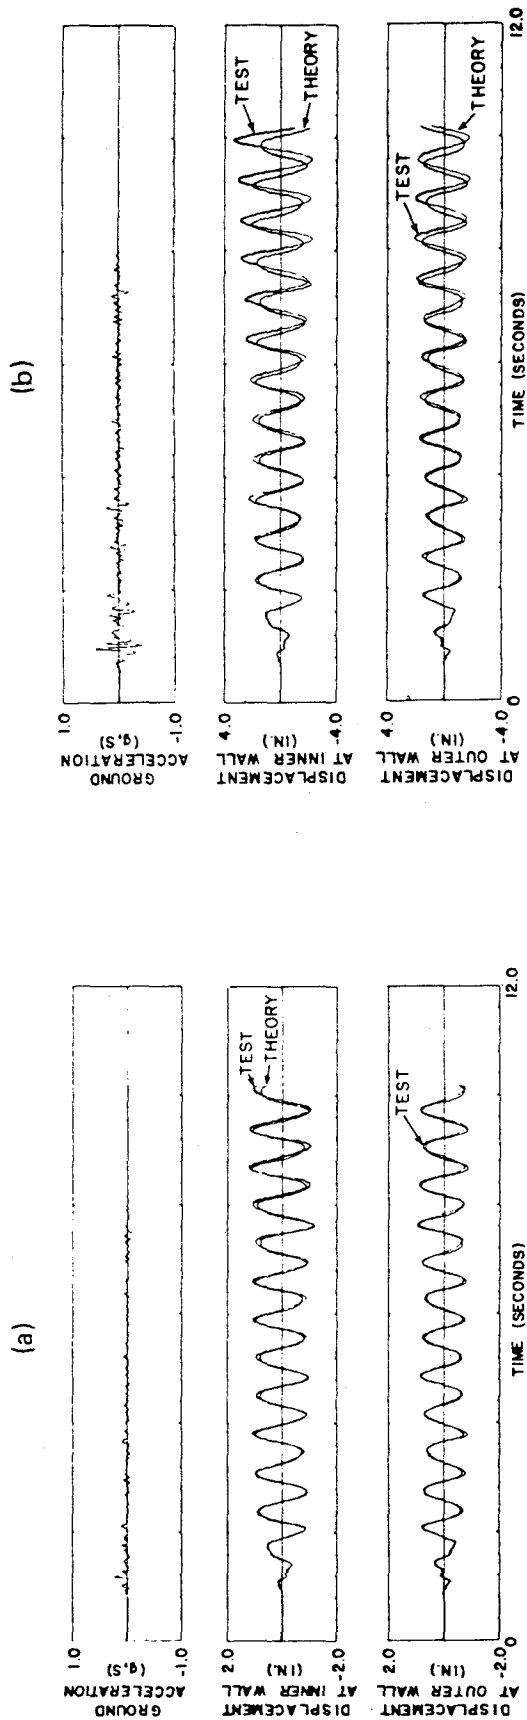 (a)
GROUND
ACCELERATION
(g,S)
1.0
-1.0
DISPLACEMENT
AT INNER WALL
(IN.)
2.0
-2.0
TEST
THEORY
DISPLACEMENT
AT OUTER WALL
(IN.)
2.0
-2.0
TEST
0
12.0
TIME (SECONDS)
(b)
GROUND
ACCELERATION
(g,S)
1.0
-1.0
DISPLACEMENT
AT INNER WALL
(IN.)
4.0
-4.0
TEST
THEORY
DISPLACEMENT
AT OUTER WALL
(IN.)
4.0
-4.0
TEST
THEORY
0
12.0
TIME (SECONDS)